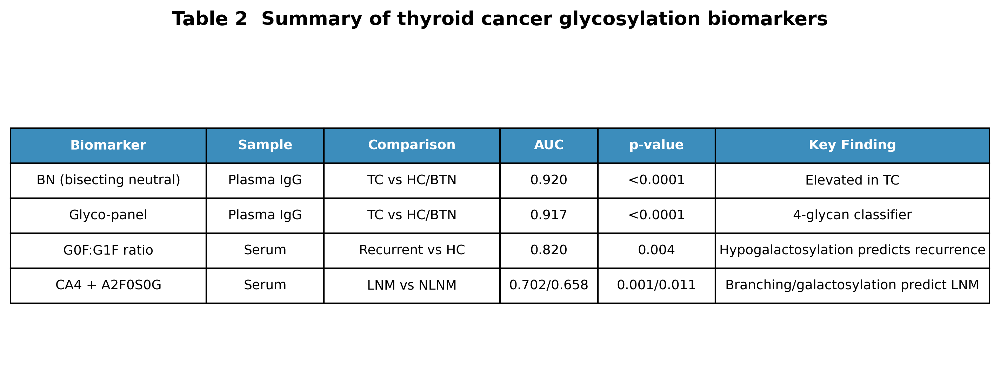 Table 2  Summary of thyroid cancer glycosylation biomarkers
Biomarker Sample Comparison AUC p-value Key Finding
BN (bisecting neutral) Plasma IgG TC vs HC/BTN 0.920 <0.0001 Elevated in TC
Glyco-panel Plasma IgG TC vs HC/BTN 0.917 <0.0001 4-glycan classifier
G0F:G1F ratio Serum Recurrent vs HC 0.820 0.004 Hypogalactosylation predicts recurrence
CA4 + A2F0S0G Serum LNM vs NLNM 0.702/0.658 0.001/0.011 Branching/galactosylation predict LNM